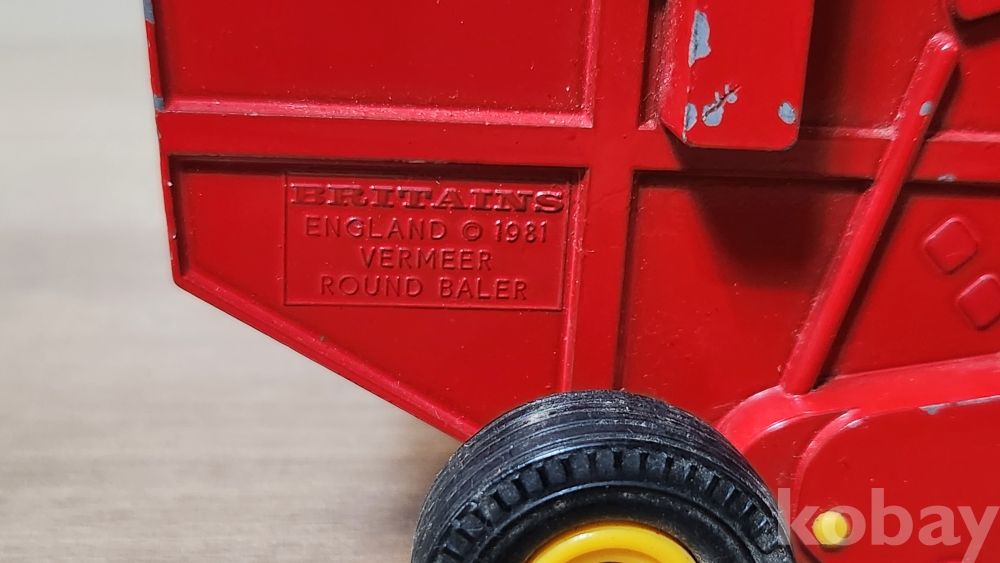 BRITAINS
ENGLAND © 1981
VERMEER
ROUND BALER
kobay